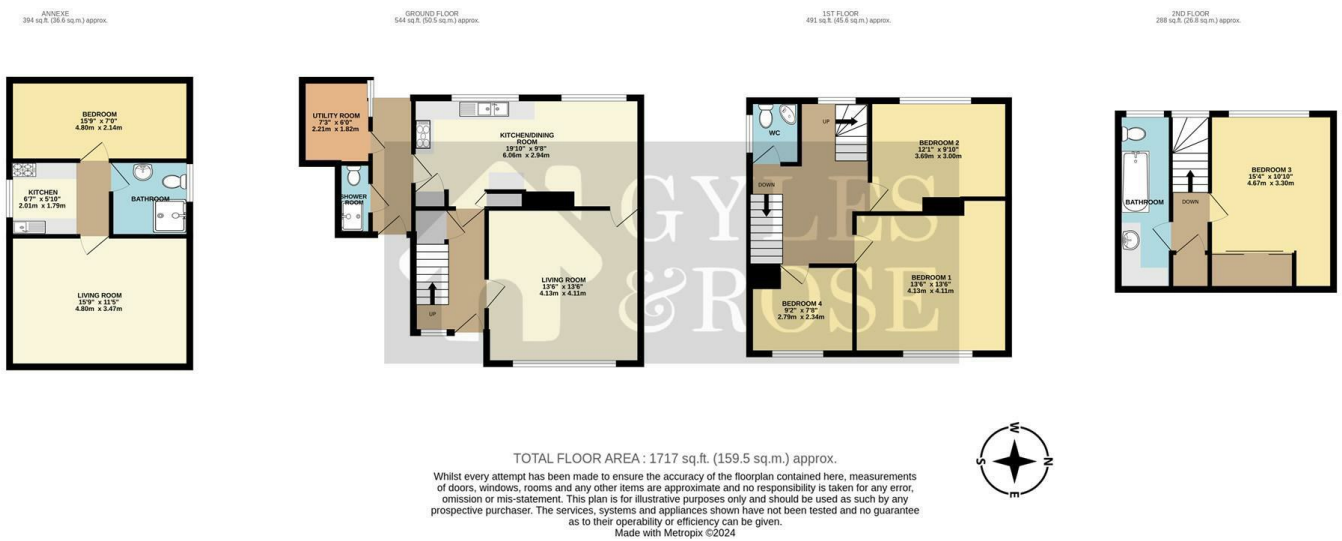 ANNEXE
394 sq.ft. (36.6 sq.m.) approx.
GROUND FLOOR
544 sq.ft. (50.5 sq.m.) approx.
1ST FLOOR
491 sq.ft. (45.6 sq.m.) approx.
2ND FLOOR
288 sq.ft. (26.8 sq.m.) approx.
BEDROOM
15'9" x 7'0"
4.80m x 2.14m
KITCHEN
6'7" x 5'10"
2.01m x 1.79m
BATHROOM
LIVING ROOM
15'9" x 11'5"
4.80m x 3.47m
UTILITY ROOM
7'3" x 6'0"
2.21m x 1.82m
SHOWER
ROOM
KITCHEN/DINING
ROOM
19'10" x 9'8"
6.06m x 2.94m
LIVING ROOM
13'6" x 13'6"
4.13m x 4.11m
UP
WC
UP
DOWN
BEDROOM 2
12'1" x 9'10"
3.69m x 3.00m
BEDROOM 1
13'6" x 13'6"
4.13m x 4.11m
BEDROOM 4
9'2" x 7'8"
2.79m x 2.34m
BATHROOM
DOWN
BEDROOM 3
15'4" x 10'10"
4.67m x 3.30m
GYLES
&ROSE
TOTAL FLOOR AREA : 1717 sq.ft. (159.5 sq.m.) approx.
Whilst every attempt has been made to ensure the accuracy of the floorplan contained here, measurements
of doors, windows, rooms and any other items are approximate and no responsibility is taken for any error,
omission or mis-statement. This plan is for illustrative purposes only and should be used as such by any
prospective purchaser. The services, systems and appliances shown have not been tested and no guarantee
as to their operability or efficiency can be given.
Made with Metropix ©2024
W
S
N
E